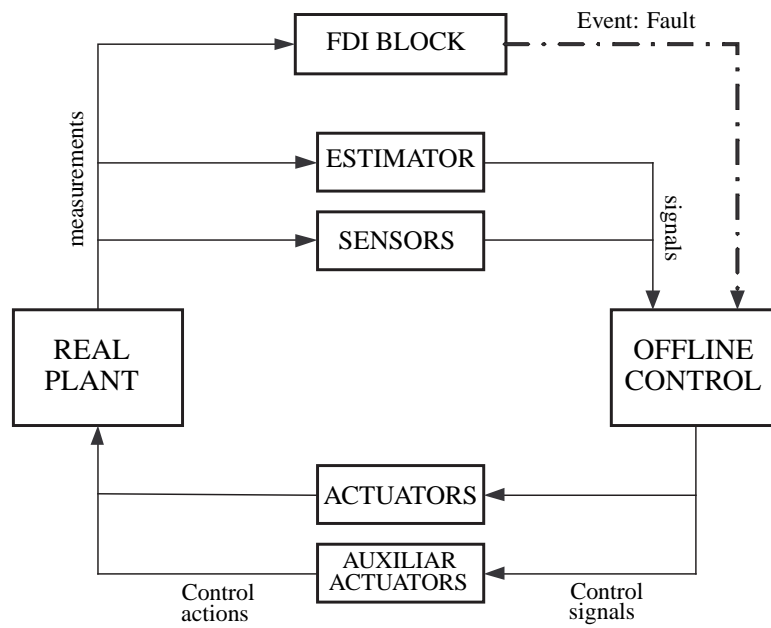 Event: Fault
FDI BLOCK
measurements
ESTIMATOR
SENSORS
signals
REAL
PLANT
OFFLINE
CONTROL
ACTUATORS
AUXILIAR
ACTUATORS
Control
actions
Control
signals